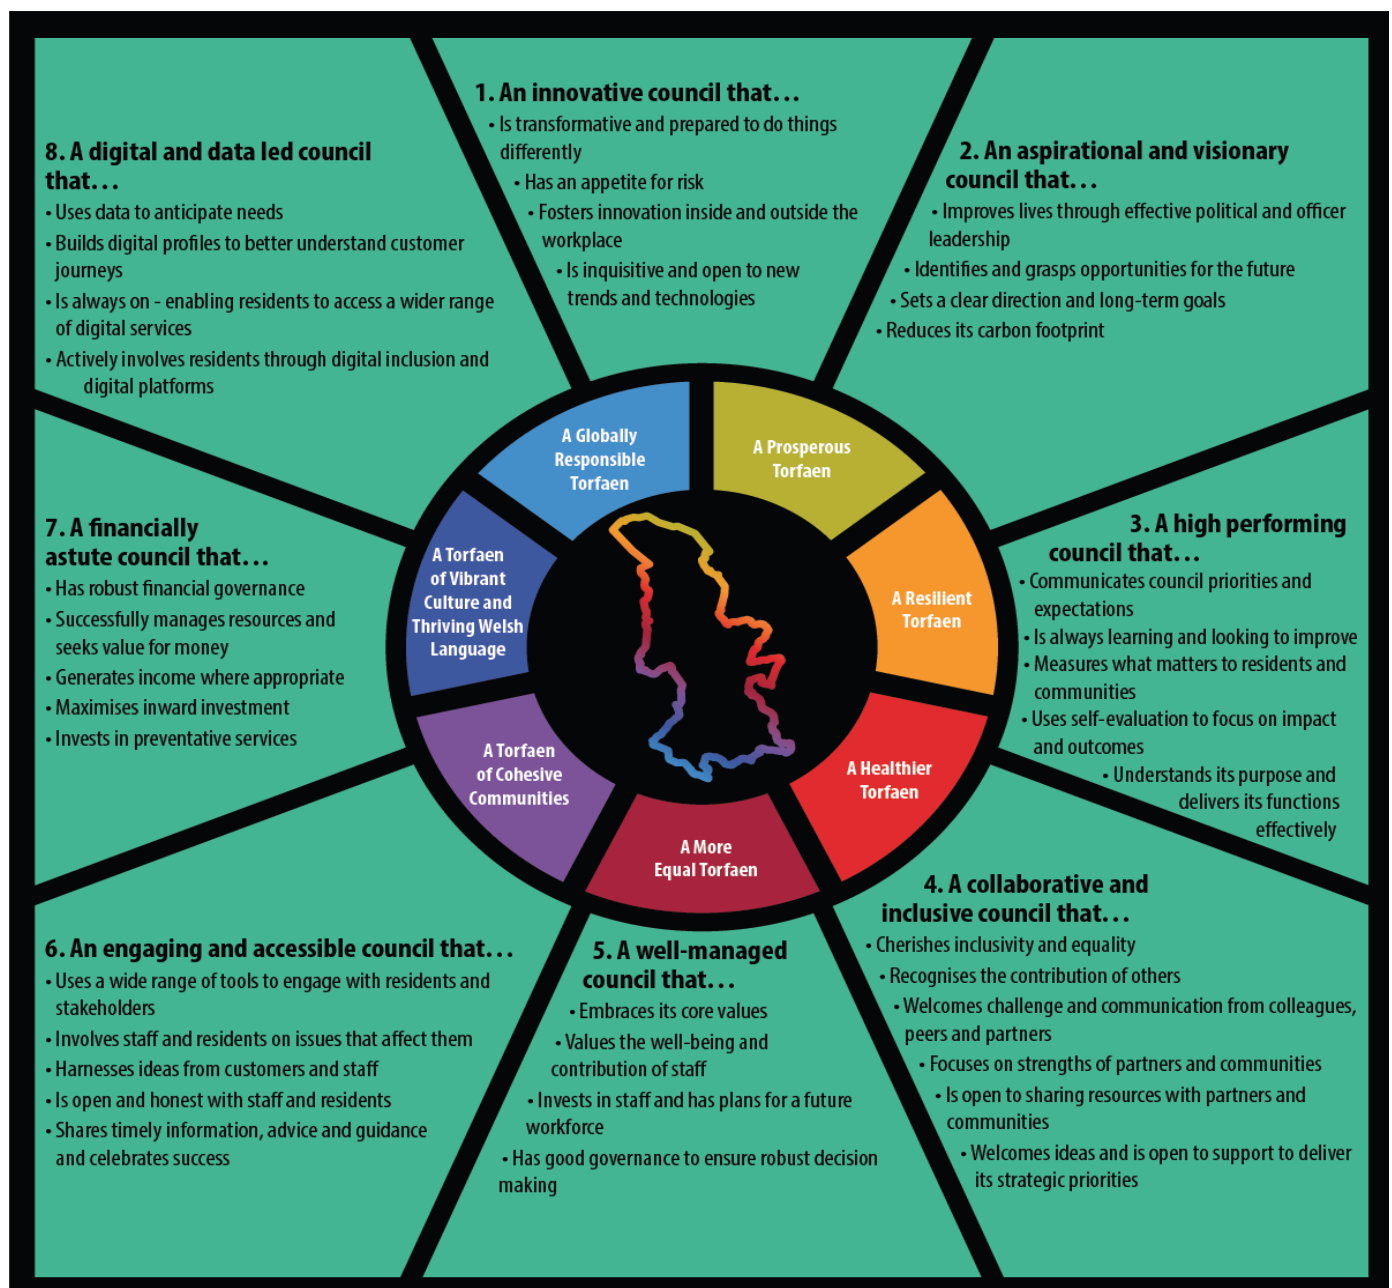 1. An innovative council that…
• Is transformative and prepared to do things
differently
• Has an appetite for risk
• Fosters innovation inside and outside the
workplace
• Is inquisitive and open to new
trends and technologies
2. An aspirational and visionary
council that…
• Improves lives through effective political and officer
leadership
• Identifies and grasps opportunities for the future
• Sets a clear direction and long-term goals
• Reduces its carbon footprint
3. A high performing
council that…
• Communicates council priorities and
expectations
• Is always learning and looking to improve
• Measures what matters to residents and
communities
• Uses self-evaluation to focus on impact
and outcomes
• Understands its purpose and
delivers its functions
effectively
4. A collaborative and
inclusive council that…
• Cherishes inclusivity and equality
• Recognises the contribution of others
• Welcomes challenge and communication from colleagues,
peers and partners
• Focuses on strengths of partners and communities
• Is open to sharing resources with partners and
communities
• Welcomes ideas and is open to support to deliver
its strategic priorities
5. A well-managed
council that…
• Embraces its core values
• Values the well-being and
contribution of staff
• Invests in staff and has plans for a future
workforce
• Has good governance to ensure robust decision
making
6. An engaging and accessible council that…
• Uses a wide range of tools to engage with residents and
stakeholders
• Involves staff and residents on issues that affect them
• Harnesses ideas from customers and staff
• Is open and honest with staff and residents
• Shares timely information, advice and guidance
and celebrates success
7. A financially
astute council that…
• Has robust financial governance
• Successfully manages resources and
seeks value for money
• Generates income where appropriate
• Maximises inward investment
• Invests in preventative services
8. A digital and data led council
that…
• Uses data to anticipate needs
• Builds digital profiles to better understand customer
journeys
• Is always on - enabling residents to access a wider range
of digital services
• Actively involves residents through digital inclusion and
digital platforms
A Prosperous
Torfaen
A Resilient
Torfaen
A Healthier
Torfaen
A More
Equal Torfaen
A Torfaen
of Cohesive
Communities
A Torfaen
of Vibrant
Culture and
Thriving Welsh
Language
A Globally
Responsible
Torfaen